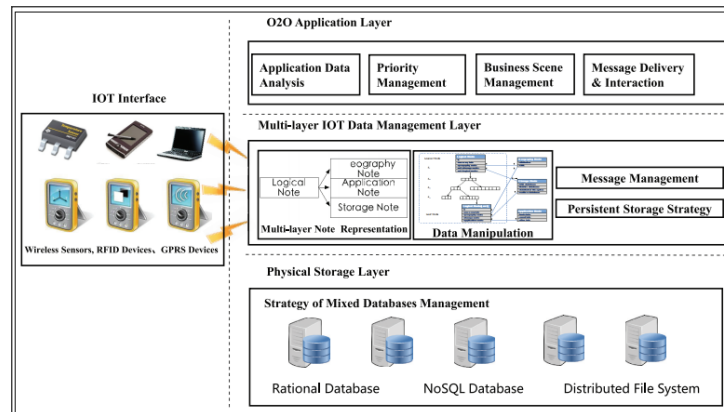 O2O Application Layer
Application Data
Analysis
Priority
Management
Business Scene
Management
Message Delivery
& Interaction
IOT Interface
Wireless Sensors, RFID Devices、GPRS Devices
Multi-layer IOT Data Management Layer
Logical
Note
eography
Note
Application
Note
Storage Note
Multi-layer Note Representation
Data Manipulation
Message Management
Persistent Storage Strategy
Physical Storage Layer
Strategy of Mixed Databases Management
Rational Database
NoSQL Database
Distributed File System